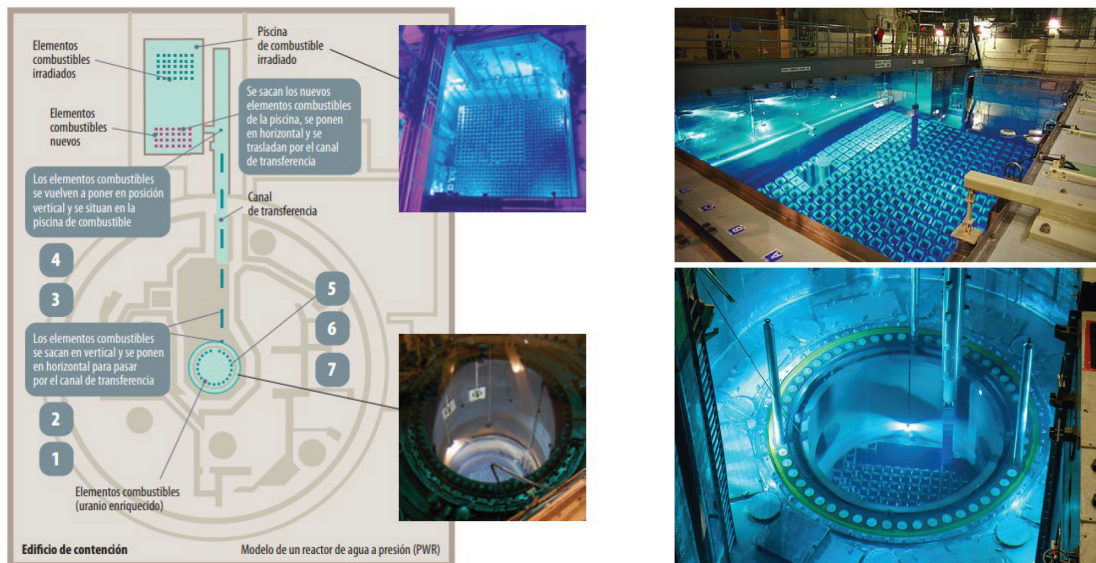 Elementos
combustibles
irradiados
Piscina
de combustible
irradiado
Elementos
combustibles
nuevos
Se sacan los nuevos
elementos combustibles
de la piscina, se ponen
en horizontal y se
trasladan por el canal
de transferencia
Los elementos combustibles
se vuelven a poner en posición
vertical y se situan en la
piscina de combustible
Canal
de transferencia
4
3
5
6
7
Los elementos combustibles
se sacan en vertical y se ponen
en horizontal para pasar
por el canal de transferencia
2
1
Elementos combustibles
(uranio enriquecido)
Edificio de contención
Modelo de un reactor de agua a presión (PWR)